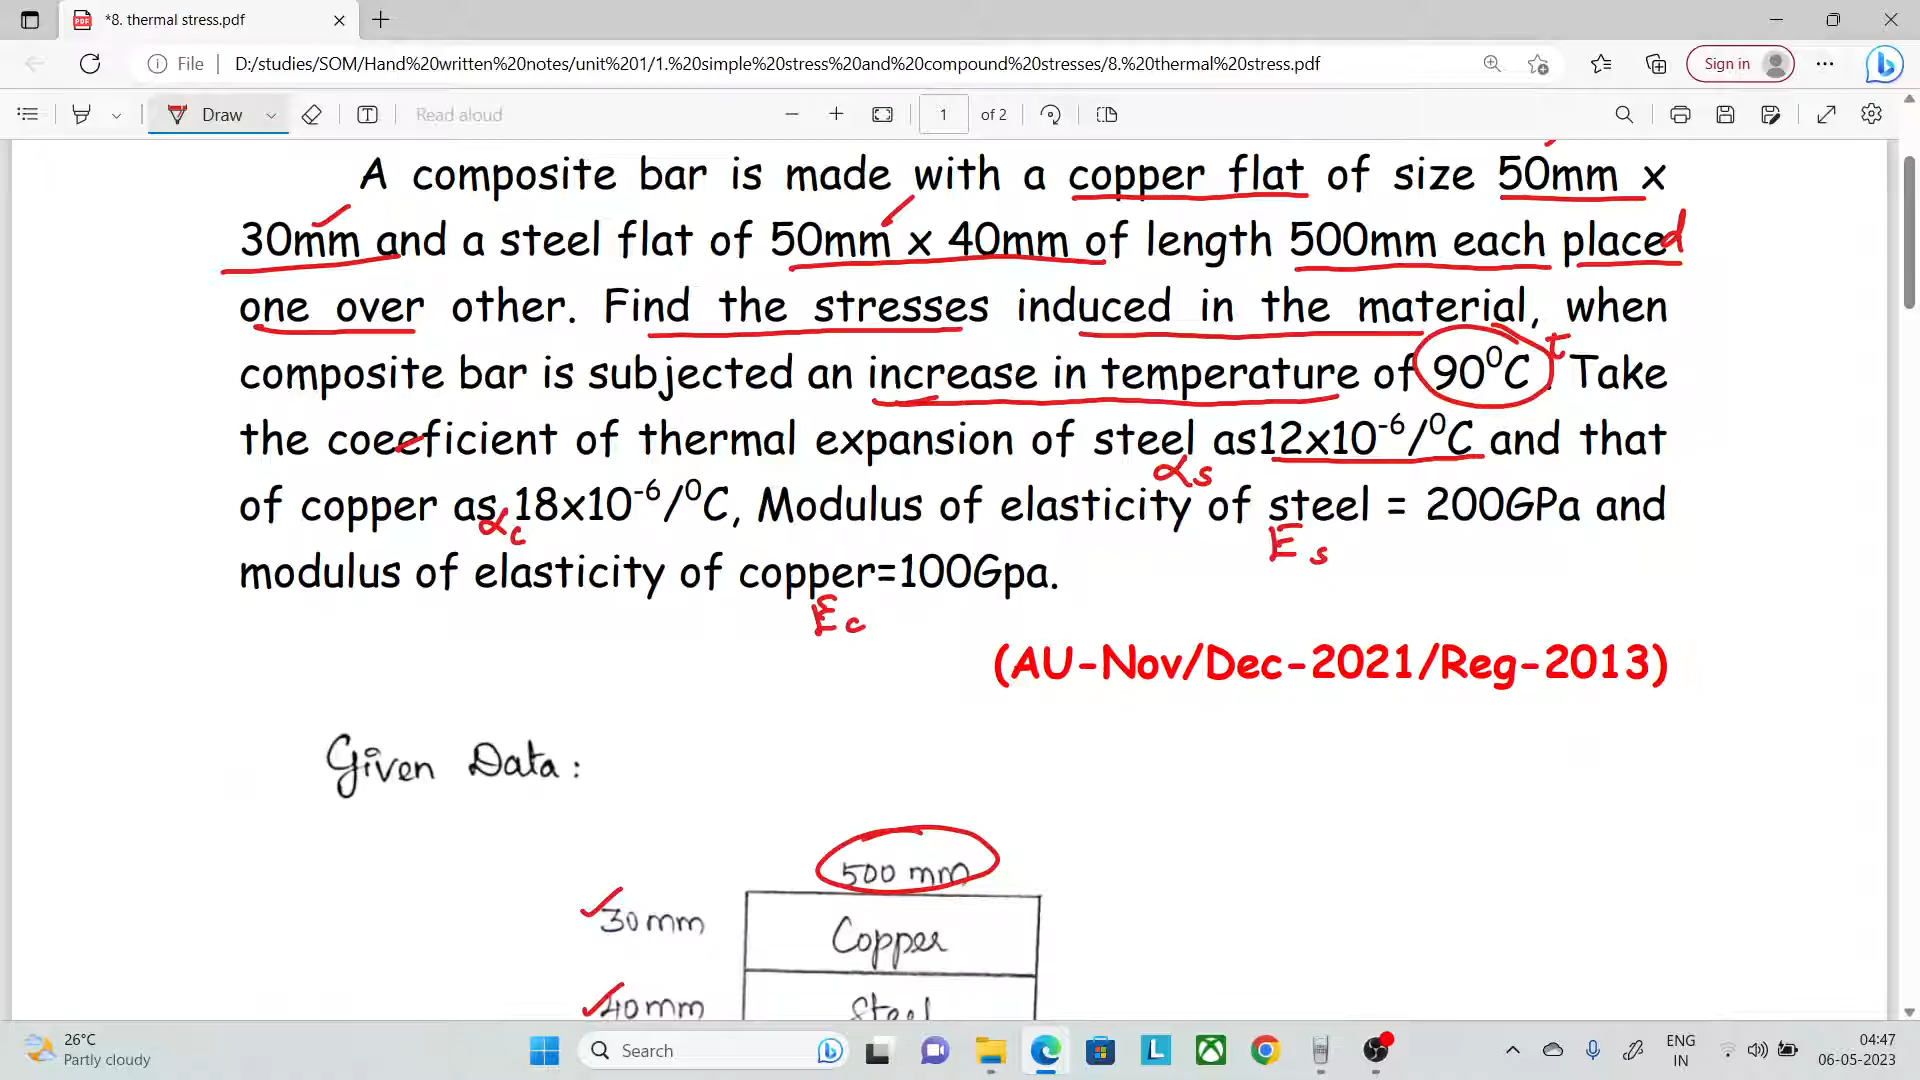 *8. thermal stress.pdf
File D:/studies/SOM/Hand%20written%20notes/unit%201/1.%20simple%20stress%20and%20compound%20stresses/8.%20thermal%20stress.pdf
Sign in
Draw
Read aloud
1 of 2
A composite bar is made with a copper flat of size 50mm x
30mm and a steel flat of 50mm x 40mm of length 500mm each placed
one over other. Find the stresses induced in the material, when
t
composite bar is subjected an increase in temperature of 90⁰C. Take
the coeeficient of thermal expansion of steel as12x10⁻⁶/⁰C and that
αs
of copper as 18x10⁻⁶/⁰C, Modulus of elasticity of steel = 200GPa and
αc
Es
modulus of elasticity of copper=100Gpa.
Ec
(AU-Nov/Dec-2021/Reg-2013)
Given Data:
500 mm
30mm
Copper
40mm
Steel
26°C
Partly cloudy
Search
L
ENG
IN
04:47
06-05-2023